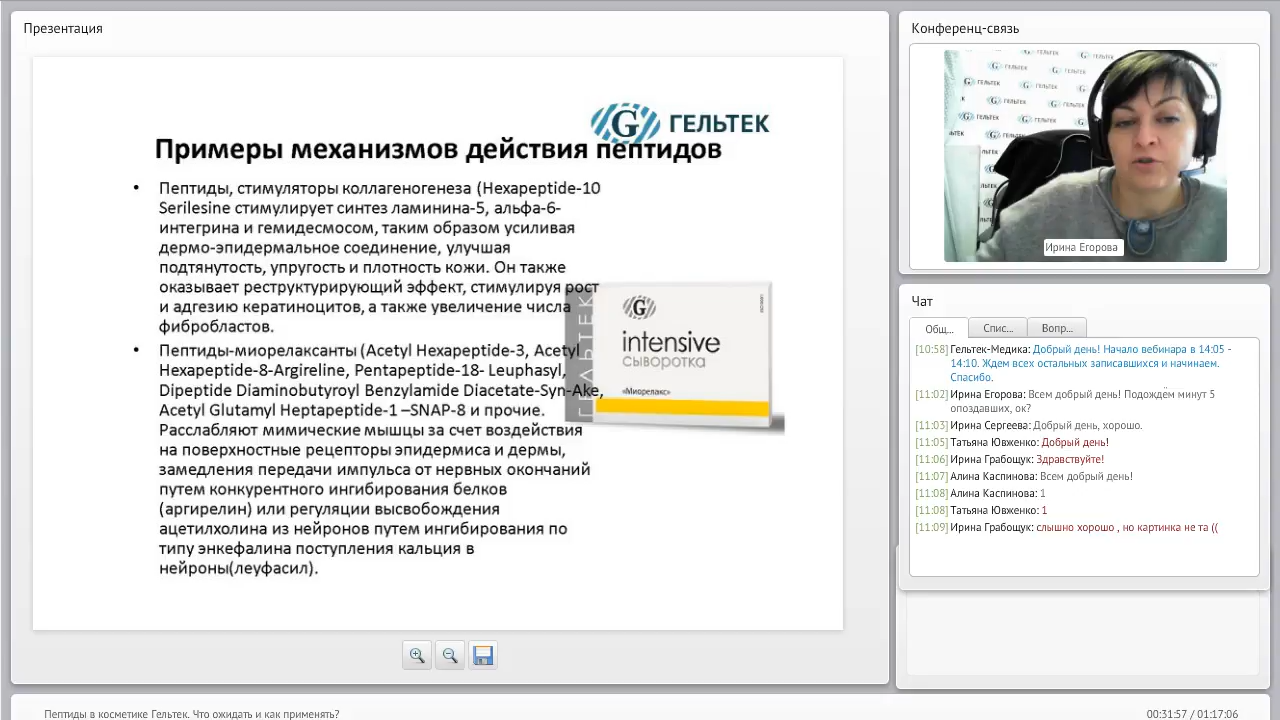 Презентация
ГЕЛЬТЕК
Примеры механизмов действия пептидов
• Пептиды, стимуляторы коллагеногенеза (Hexapeptide-10
Serilesine стимулирует синтез ламинина-5, альфа-6-
интегрина и гемидесмосом, таким образом усиливая
дермо-эпидермальное соединение, улучшая
подтянутость, упругость и плотность кожи. Он также
оказывает реструктурирующий эффект, стимулируя рост
и адгезию кератиноцитов, а также увеличение числа
фибробластов.
• Пептиды-миорелаксанты (Acetyl Hexapeptide-3, Acetyl
Hexapeptide-8-Argireline, Pentapeptide-18- Leuphasyl,
Dipeptide Diaminobutyroyl Benzylamide Diacetate-Syn-Ake,
Acetyl Glutamyl Heptapeptide-1 –SNAP-8 и прочие.
Расслабляют мимические мышцы за счет воздействия
на поверхностные рецепторы эпидермиса и дермы,
замедления передачи импульса от нервных окончаний
путем конкурентного ингибирования белков
(аргирелин) или регуляции высвобождения
ацетилхолина из нейронов путем ингибирования по
типу энкефалина поступления кальция в
нейроны(леуфасил).
ГЕЛЬТЕК
G
intensive
сыворотка
«Миорелакс»
Конференц-связь
ГЕЛЬТЕК
Ирина Егорова
Чат
Общ...
Спис...
Вопр...
[10:58] Гельтек-Медика: Добрый день! Начало вебинара в 14:05 -
14:10. Ждем всех остальных записавшихся и начинаем.
Спасибо.
[11:02] Ирина Егорова: Всем добрый день! Подождём минут 5
опоздавших, ок?
[11:03] Ирина Сергеева: Добрый день, хорошо.
[11:05] Татьяна Ювженко: Добрый день!
[11:06] Ирина Грабощук: Здравствуйте!
[11:07] Алина Каспинова: Всем добрый день!
[11:08] Алина Каспинова: 1
[11:08] Татьяна Ювженко: 1
[11:09] Ирина Грабощук: слышно хорошо , но картинка не та ((
Пептиды в косметике Гельтек. Что ожидать и как применять?
00:31:57 / 01:17:06